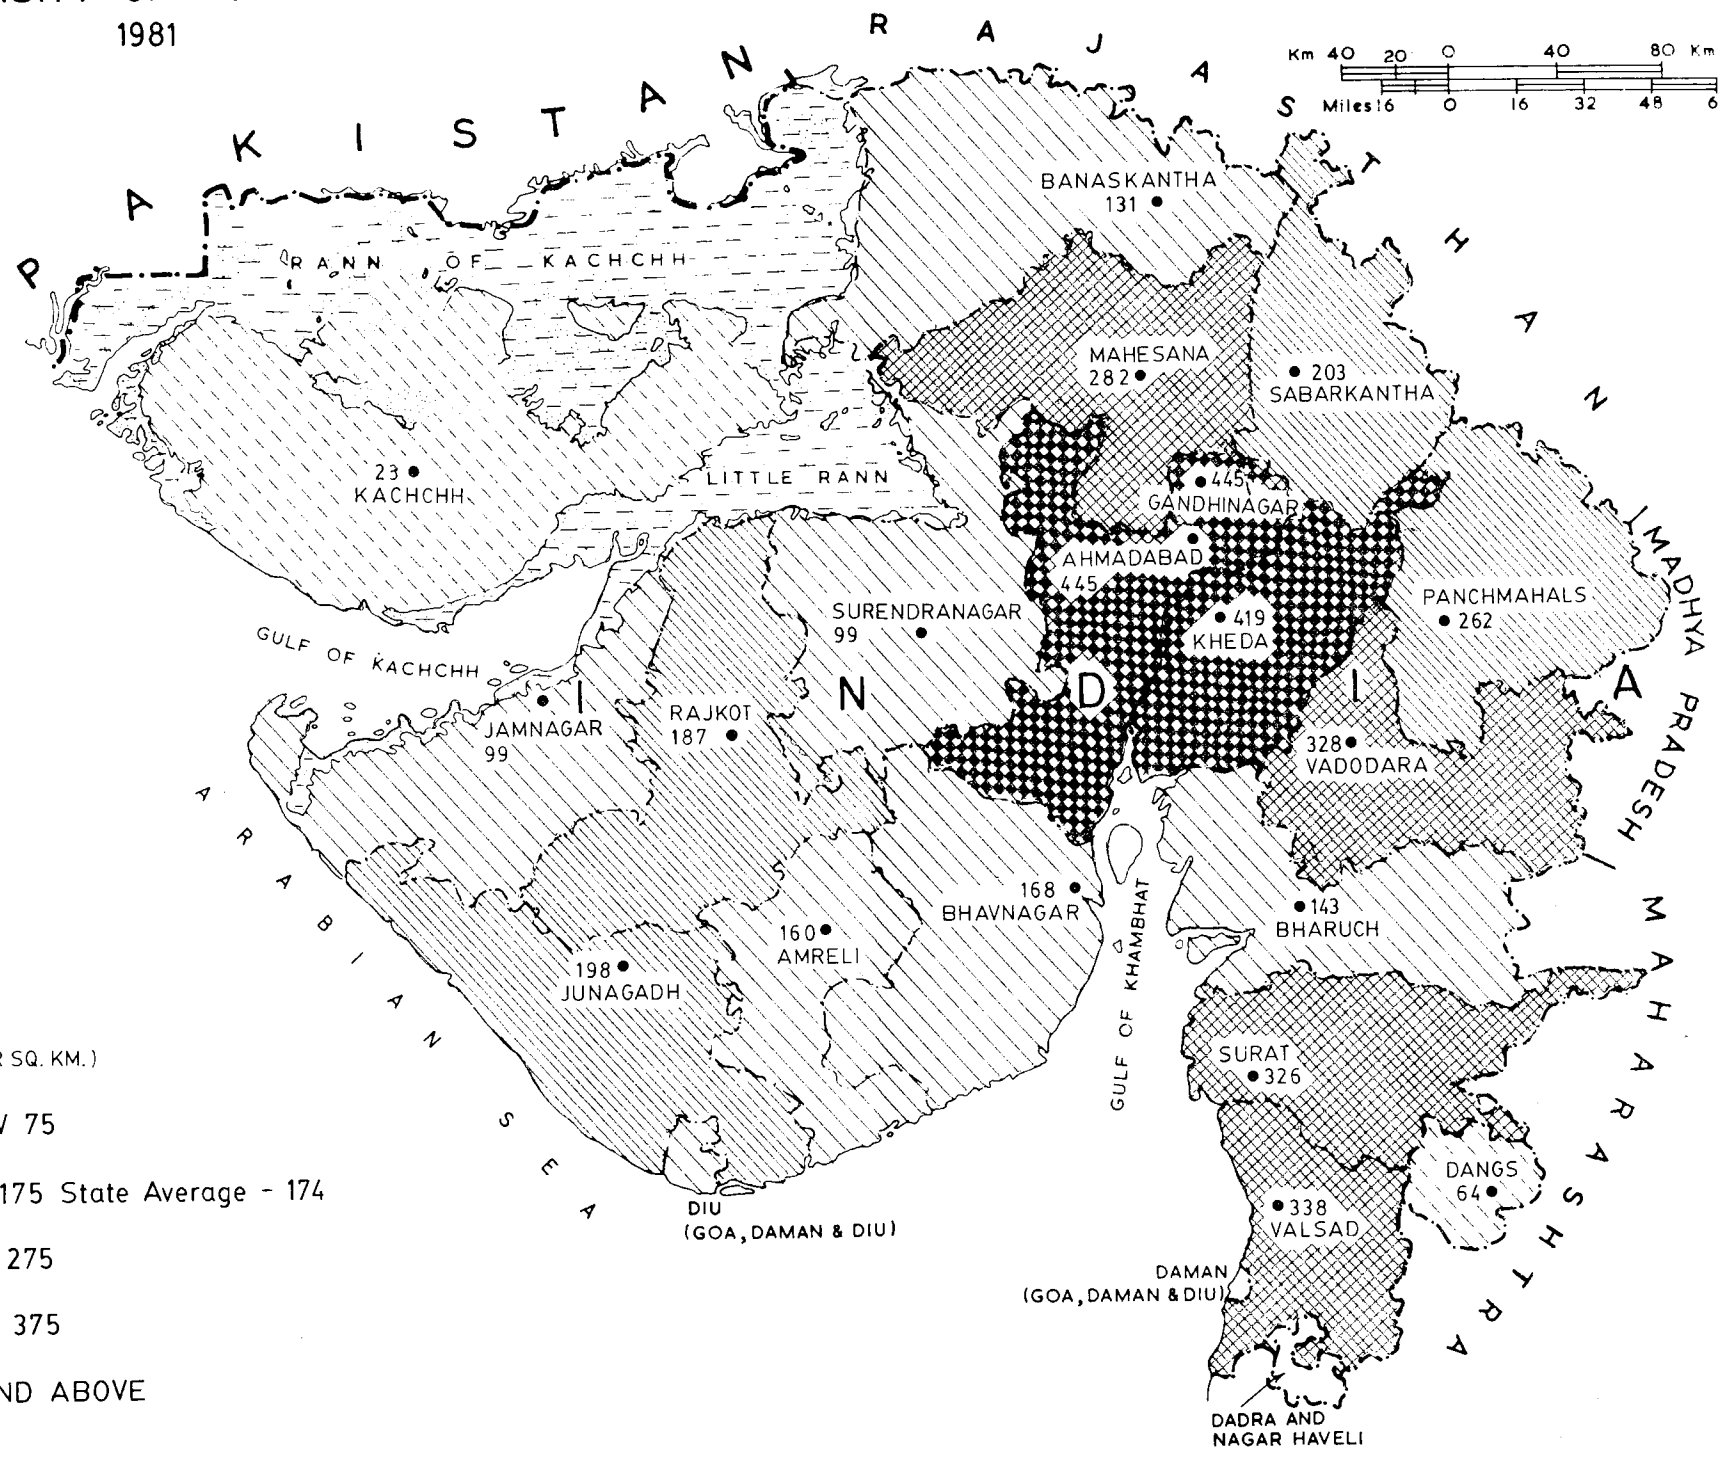 1981
P A K I S T A N
R A J A S T H A N
Km 40 20 0 40 80 Km
Miles 16 0 16 32 48 6
BANASKANTHA
131
RANN OF KACHCHH
MAHESANA
282
203
SABARKANTHA
23
KACHCHH
LITTLE RANN
445
GANDHINAGAR
AHMADABAD
445
MADHYA PRADESH
SURENDRANAGAR
99
419
KHEDA
PANCHMAHALS
262
GULF OF KACHCHH
I N D I A
JAMNAGAR
99
RAJKOT
187
328
VADODARA
ARABIAN SEA
168
BHAVNAGAR
160
AMRELI
143
BHARUCH
198
JUNAGADH
GULF OF KHAMBHAT
MAHARASHTRA
SURAT
326
R SQ. KM.)
75
175 State Average - 174
275
375
ND ABOVE
DANGS
64
338
VALSAD
DIU
(GOA, DAMAN & DIU)
DAMAN
(GOA, DAMAN & DIU)
DADRA AND
NAGAR HAVELI